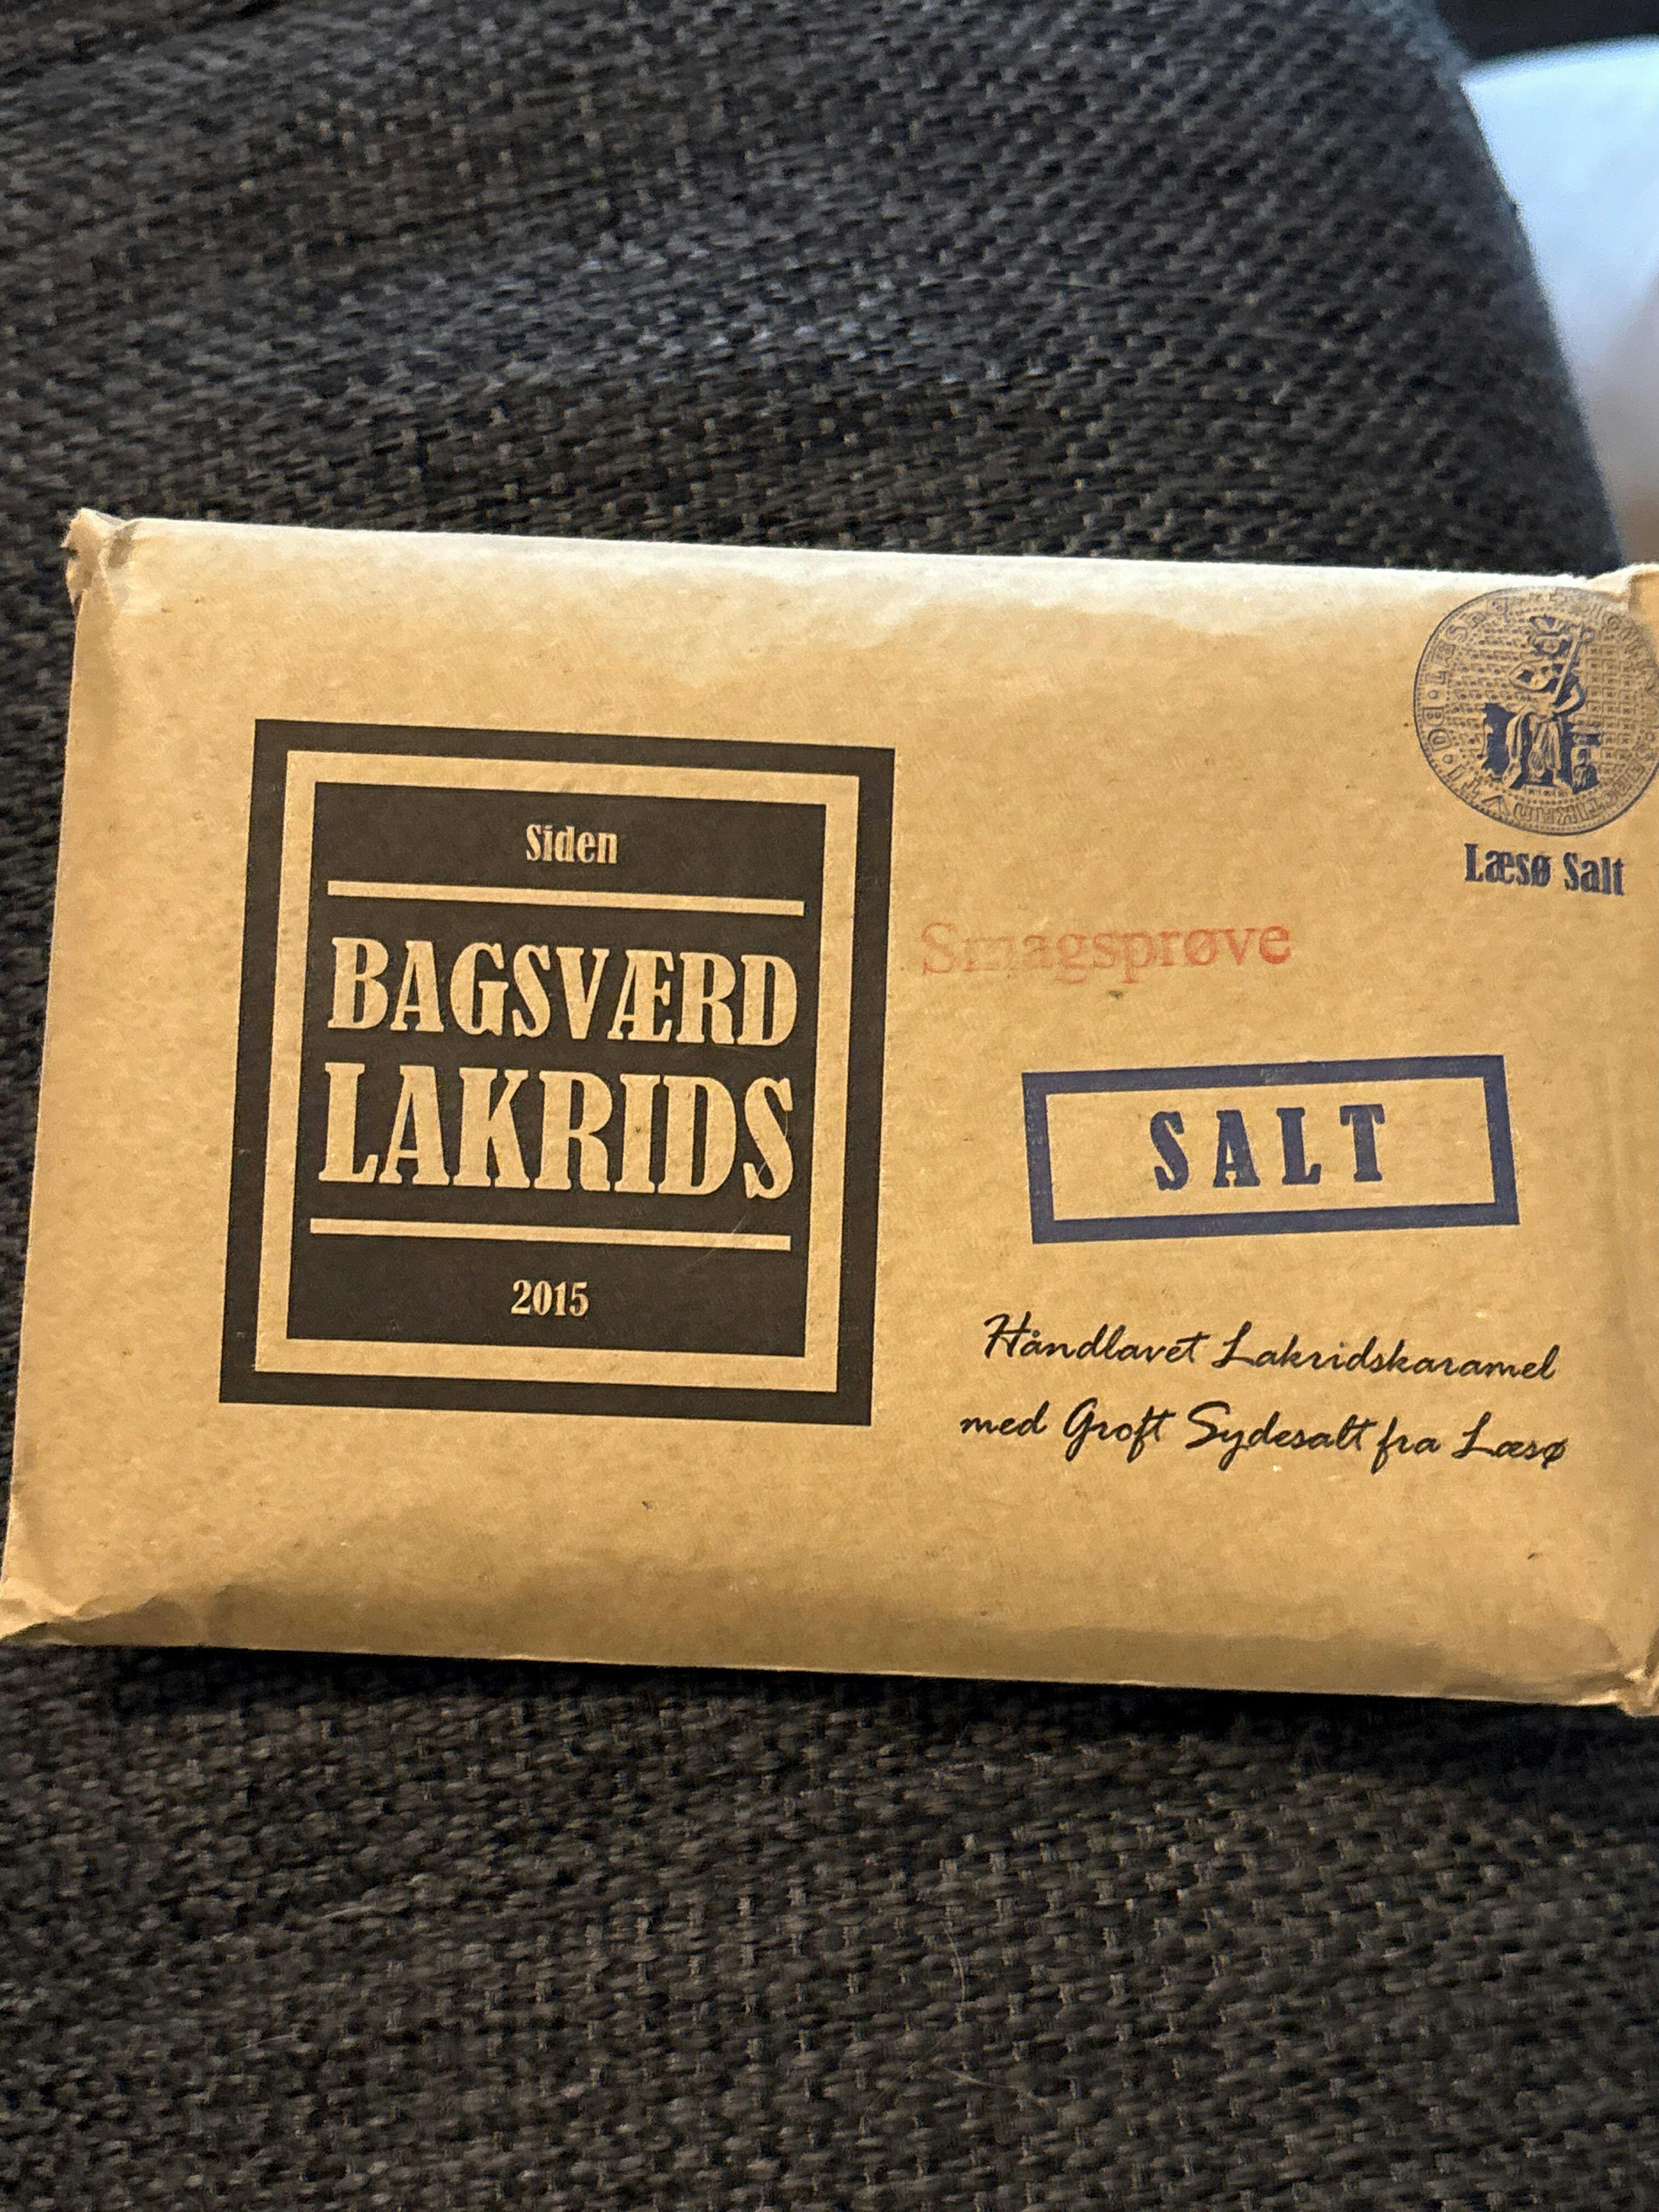 Siden
BAGSVÆRD
LAKRIDS
2015
Læsø Salt
Smagsprøve
SALT
Håndlavet Lakridskaramel
med Groft Sydesalt fra Læsø